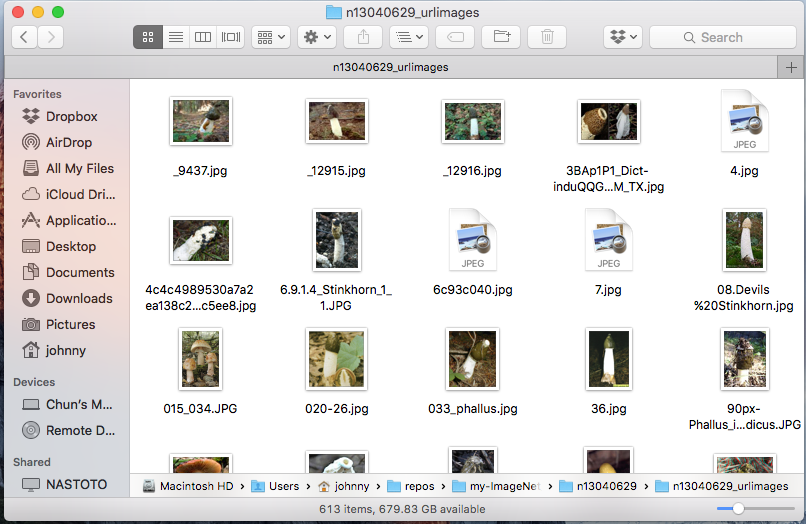 n13040629_urlimages
Search
n13040629_urlimages
Favorites
Dropbox
AirDrop
All My Files
iCloud Dri...
Applicatio...
Desktop
Documents
Downloads
Pictures
johnny
Devices
Chun's M...
Remote D...
Shared
NASTOTO
_9437.jpg
_12915.jpg
_12916.jpg
3BAp1P1_Dict-
induQQG...M_TX.jpg
JPEG
4.jpg
4c4c4989530a7a2
ea138c2...c5ee8.jpg
6.9.1.4_Stinkhorn_1_
1.JPG
JPEG
6c93c040.jpg
JPEG
7.jpg
08.Devils
%20Stinkhorn.jpg
015_034.JPG
020-26.jpg
033_phallus.jpg
36.jpg
90px-
Phallus_i...dicus.JPG
Macintosh HD
Users
johnny
repos
my-ImageNet
n13040629
n13040629_urlimages
613 items, 679.83 GB available